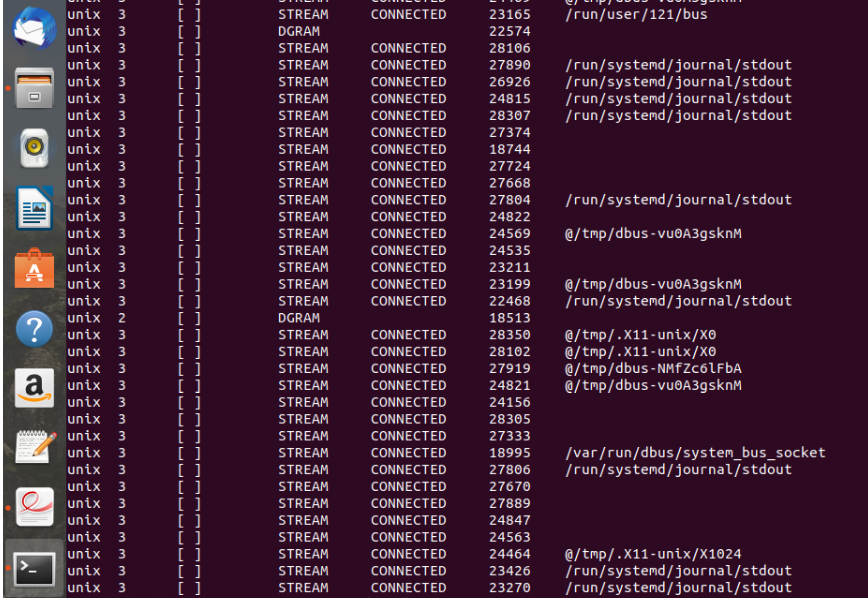 unix 3 [ ] STREAM CONNECTED 23165 /run/user/121/bus
unix 3 [ ] DGRAM 22574
unix 3 [ ] STREAM CONNECTED 28106
unix 3 [ ] STREAM CONNECTED 27890 /run/systemd/journal/stdout
unix 3 [ ] STREAM CONNECTED 26926 /run/systemd/journal/stdout
unix 3 [ ] STREAM CONNECTED 24815 /run/systemd/journal/stdout
unix 3 [ ] STREAM CONNECTED 28307 /run/systemd/journal/stdout
unix 3 [ ] STREAM CONNECTED 27374
unix 3 [ ] STREAM CONNECTED 18744
unix 3 [ ] STREAM CONNECTED 27724
unix 3 [ ] STREAM CONNECTED 27668
unix 3 [ ] STREAM CONNECTED 27804 /run/systemd/journal/stdout
unix 3 [ ] STREAM CONNECTED 24822
unix 3 [ ] STREAM CONNECTED 24569 @/tmp/dbus-vu0A3gsknM
unix 3 [ ] STREAM CONNECTED 24535
unix 3 [ ] STREAM CONNECTED 23211
unix 3 [ ] STREAM CONNECTED 23199 @/tmp/dbus-vu0A3gsknM
unix 3 [ ] STREAM CONNECTED 22468 /run/systemd/journal/stdout
unix 2 [ ] DGRAM 18513
unix 3 [ ] STREAM CONNECTED 28350 @/tmp/.X11-unix/X0
unix 3 [ ] STREAM CONNECTED 28102 @/tmp/.X11-unix/X0
unix 3 [ ] STREAM CONNECTED 27919 @/tmp/dbus-NMfZc6lFbA
unix 3 [ ] STREAM CONNECTED 24821 @/tmp/dbus-vu0A3gsknM
unix 3 [ ] STREAM CONNECTED 24156
unix 3 [ ] STREAM CONNECTED 28305
unix 3 [ ] STREAM CONNECTED 27333
unix 3 [ ] STREAM CONNECTED 18995 /var/run/dbus/system_bus_socket
unix 3 [ ] STREAM CONNECTED 27806 /run/systemd/journal/stdout
unix 3 [ ] STREAM CONNECTED 27670
unix 3 [ ] STREAM CONNECTED 27889
unix 3 [ ] STREAM CONNECTED 24847
unix 3 [ ] STREAM CONNECTED 24563
unix 3 [ ] STREAM CONNECTED 24464 @/tmp/.X11-unix/X1024
unix 3 [ ] STREAM CONNECTED 23426 /run/systemd/journal/stdout
unix 3 [ ] STREAM CONNECTED 23270 /run/systemd/journal/stdout